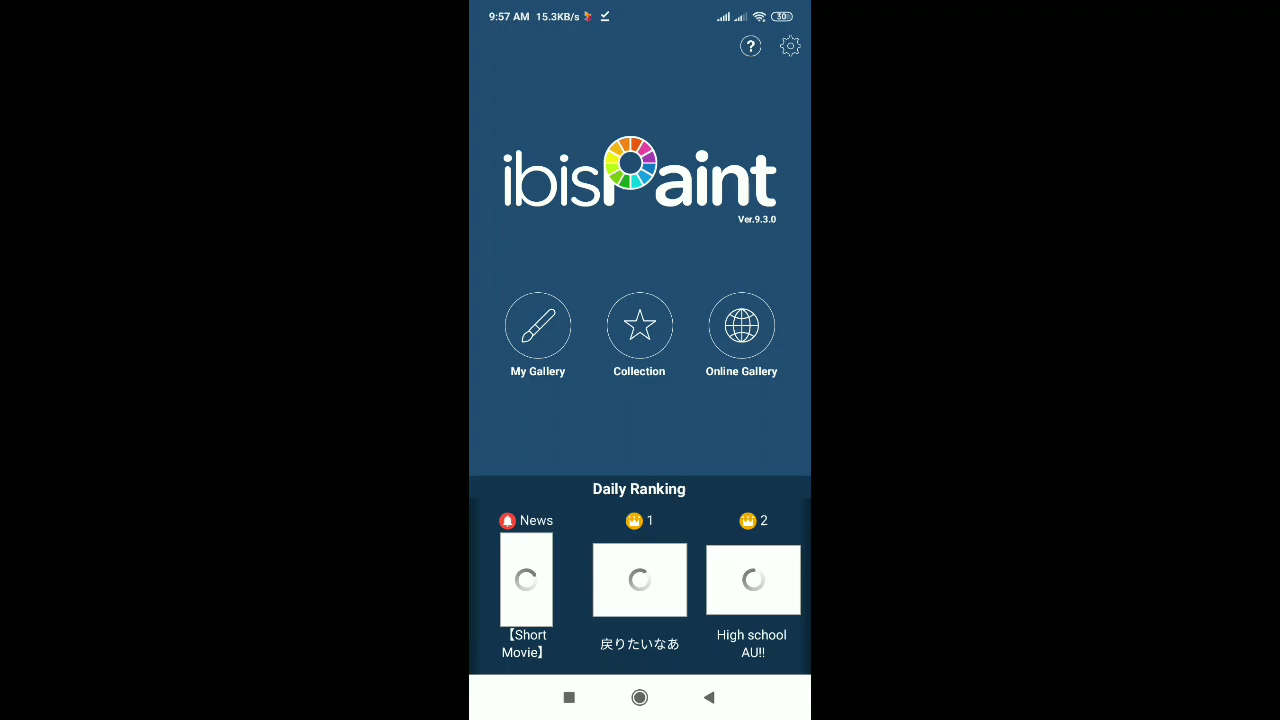 9:57 AM 15.3KB/s 30
?
ibisPaint
Ver.9.3.0
My Gallery Collection Online Gallery
Daily Ranking
News 1 2
【Short Movie】
戻りたいなあ
High school AU!!